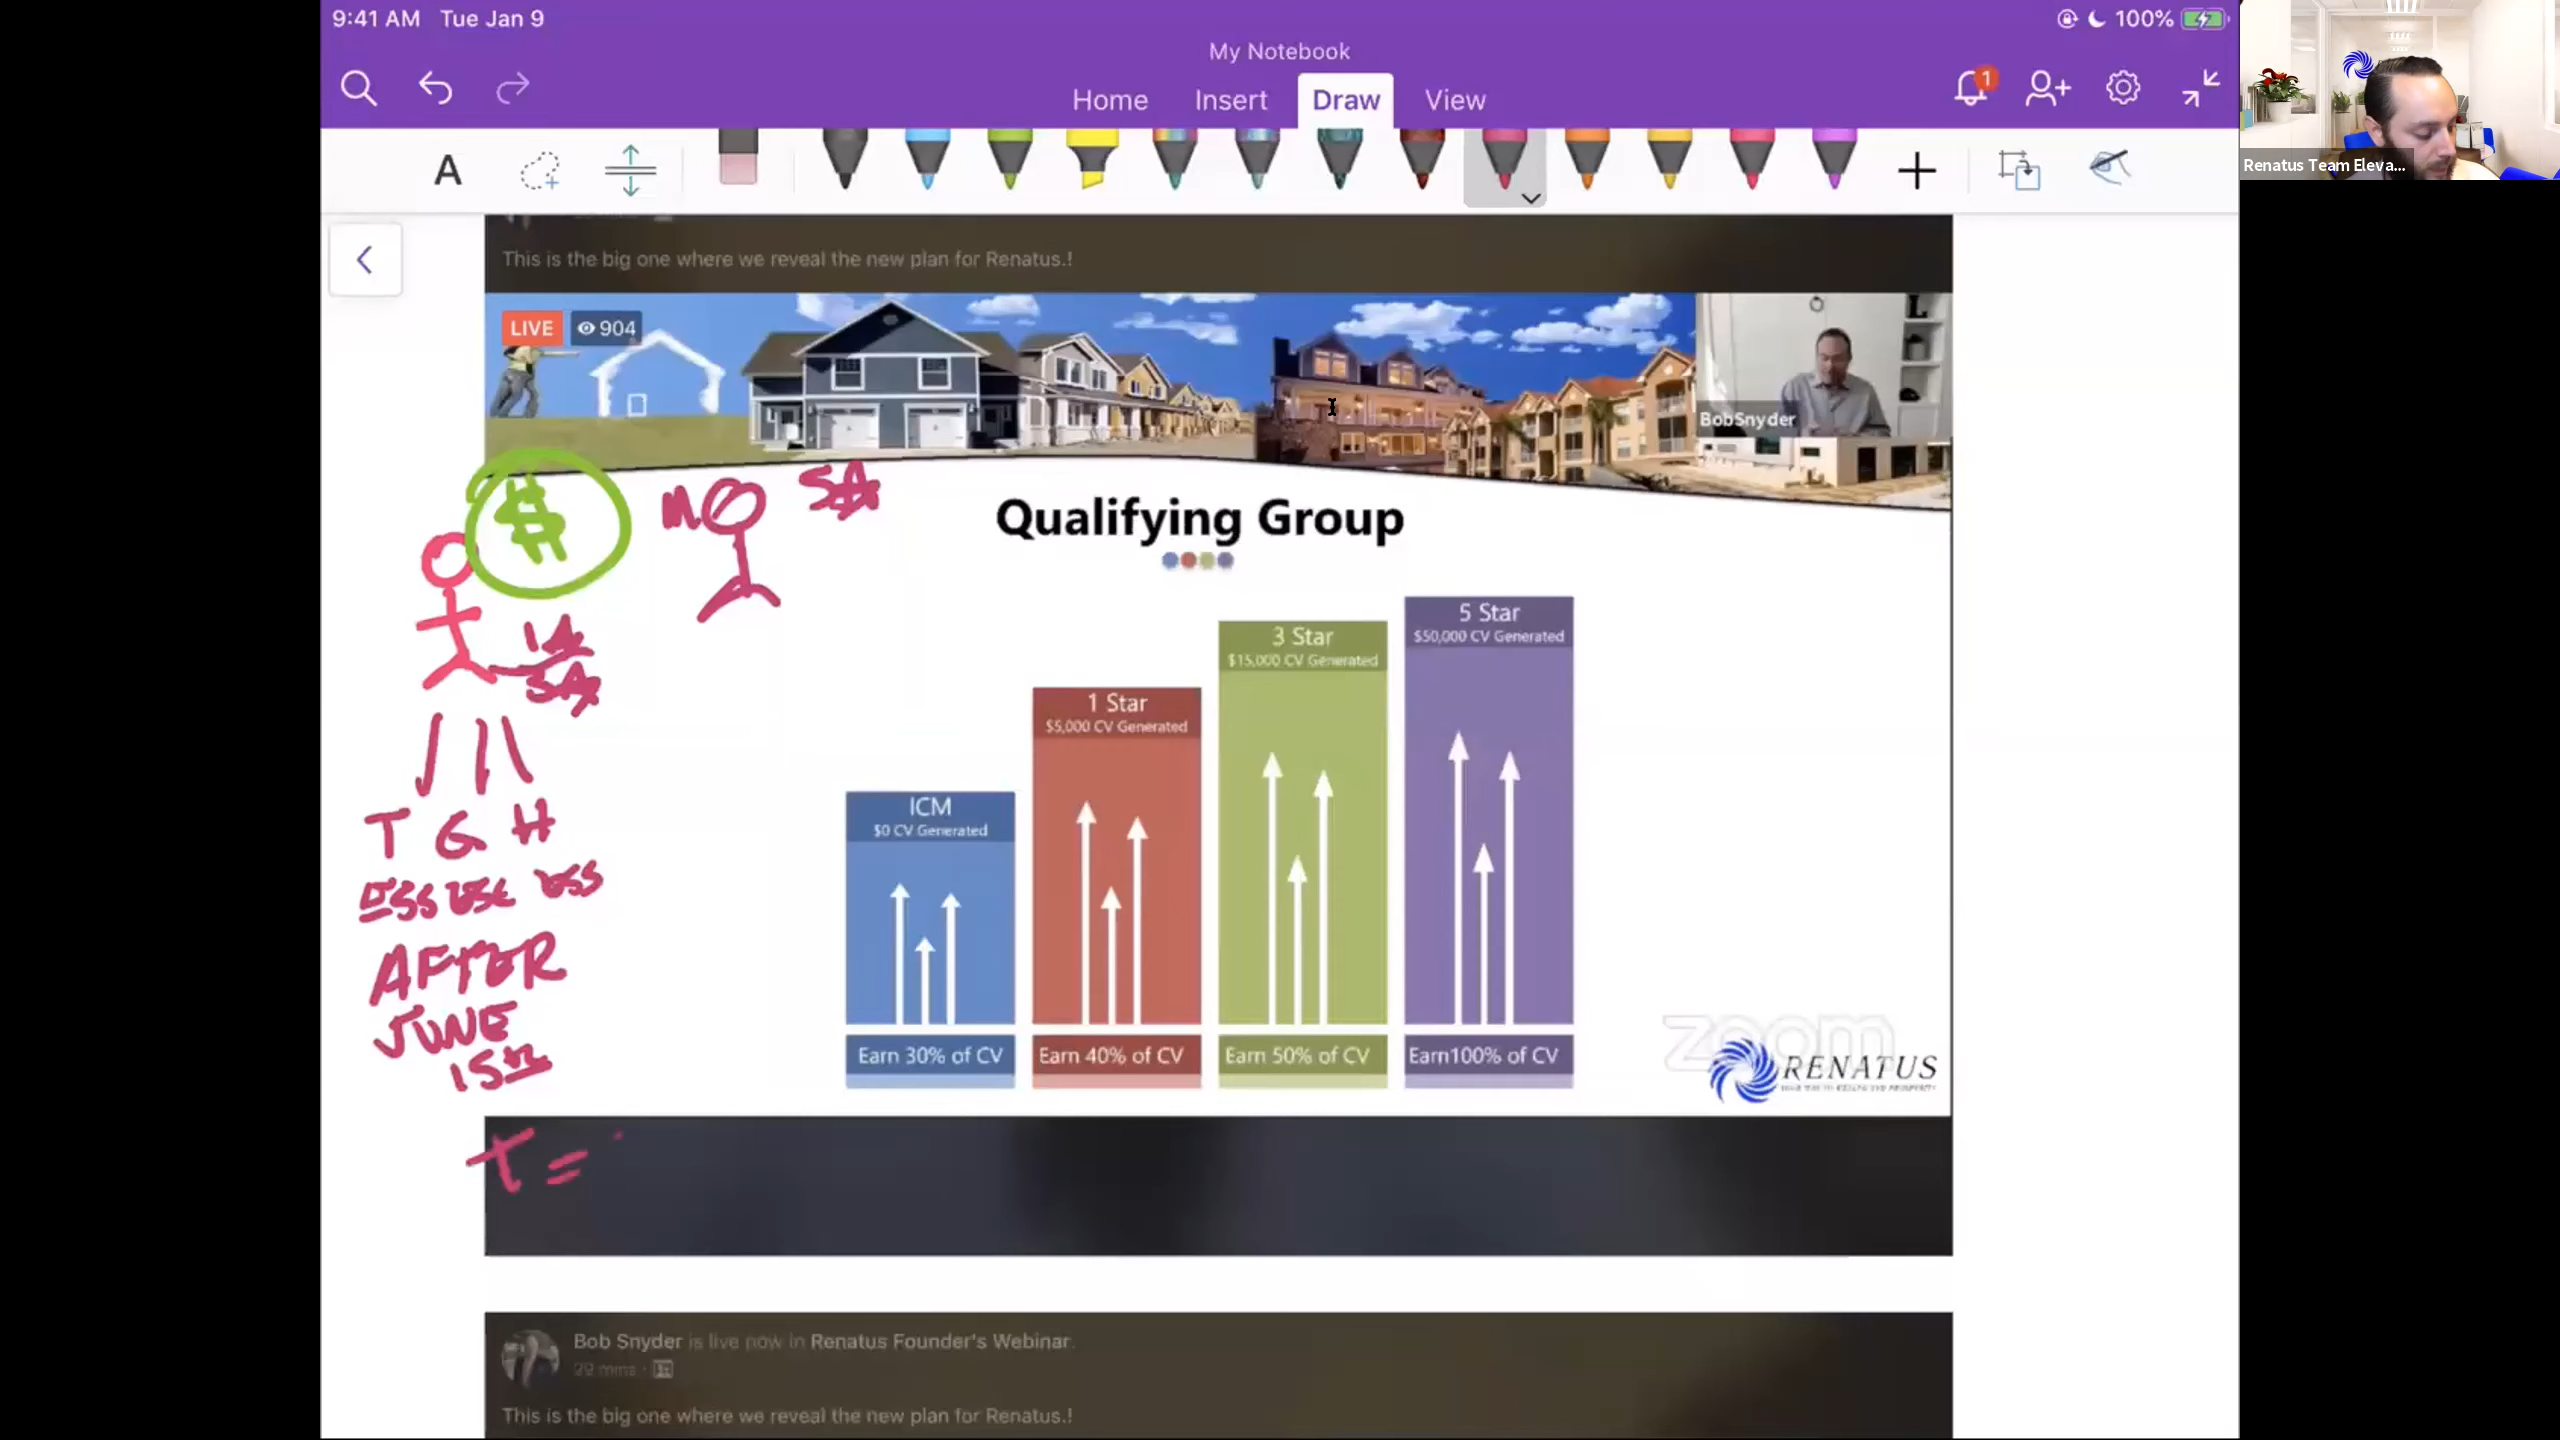 9:41 AM Tue Jan 9
100%
My Notebook
Home Insert Draw View
1
A
Renatus Team Eleva...
This is the big one where we reveal the new plan for Renatus.!
LIVE 904
BobSnyder
$
M
5
Qualifying Group
5 Star
$50,000 CV Generated
3 Star
$15,000 CV Generated
1 Star
$5,000 CV Generated
ICM
$0 CV Generated
T G H
ESS ESS
AFTER
JUNE
15th
Earn 30% of CV
Earn 40% of CV
Earn 50% of CV
Earn100% of CV
zoom
RENATUS
T =
Bob Snyder is live now in Renatus Founder's Webinar.
This is the big one where we reveal the new plan for Renatus.!